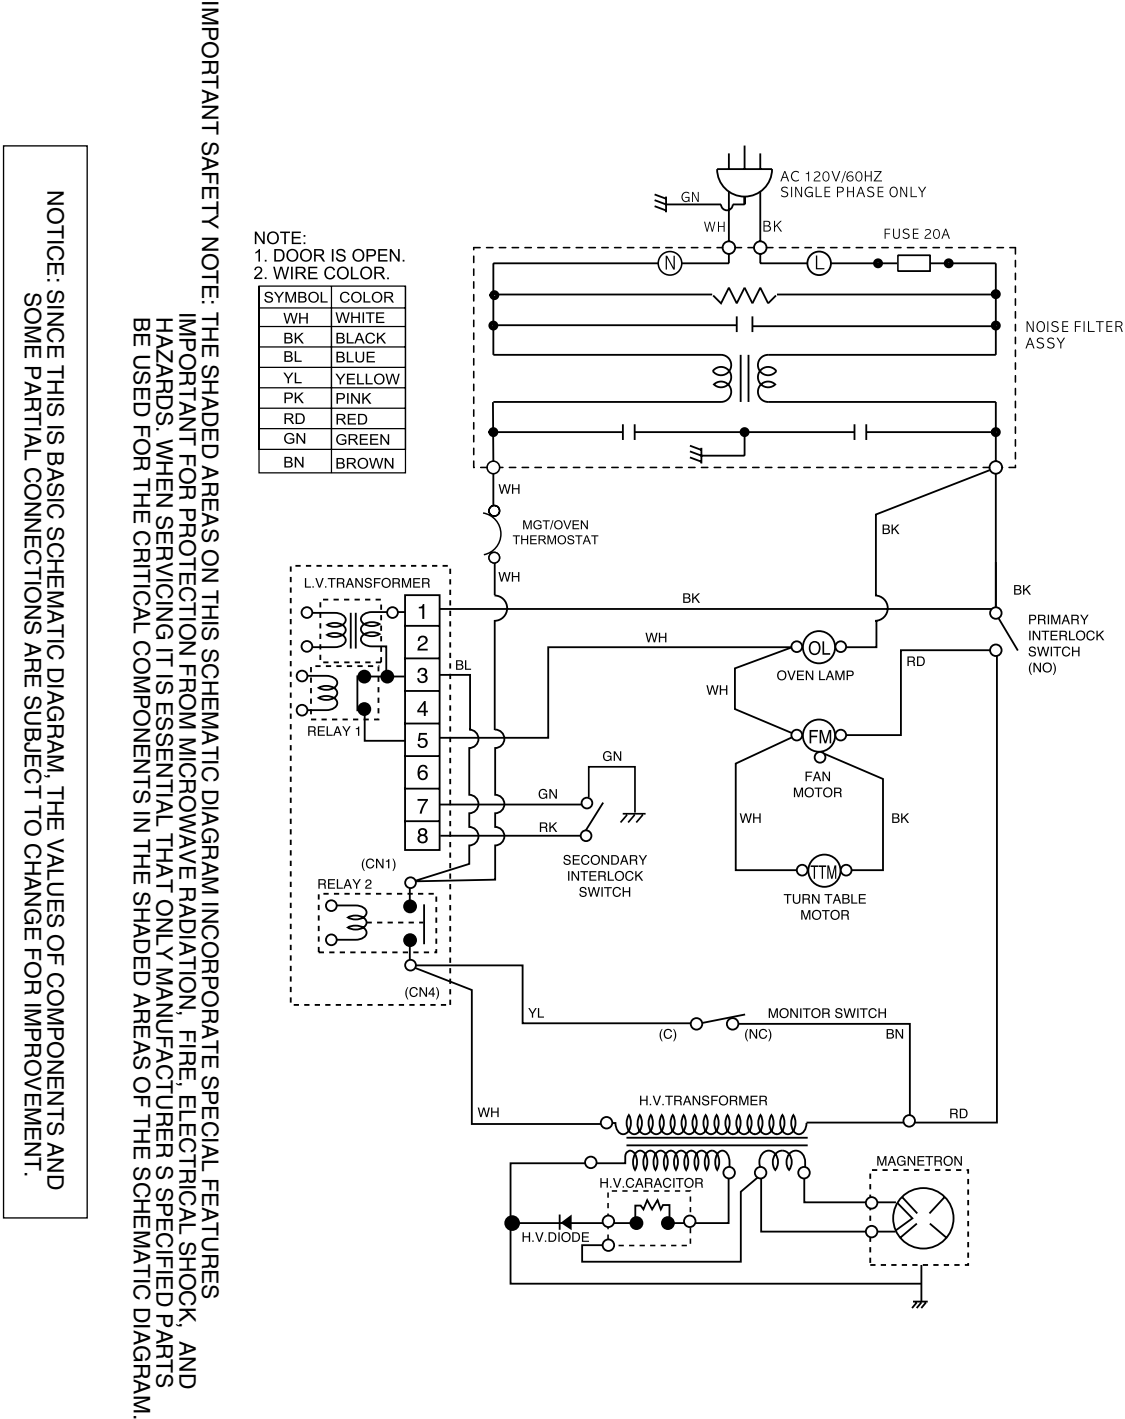 IMPORTANT SAFETY NOTE: THE SHADED AREAS ON THIS SCHEMATIC DIAGRAM INCORPORATE SPECIAL FEATURES
IMPORTANT FOR PROTECTION FROM MICROWAVE RADIATION, FIRE, ELECTRICAL SHOCK, AND
HAZARDS. WHEN SERVICING IT IS ESSENTIAL THAT ONLY MANUFACTURER S SPECIFIED PARTS
BE USED FOR THE CRITICAL COMPONENTS IN THE SHADED AREAS OF THE SCHEMATIC DIAGRAM.
NOTICE: SINCE THIS IS BASIC SCHEMATIC DIAGRAM, THE VALUES OF COMPONENTS AND
SOME PARTIAL CONNECTIONS ARE SUBJECT TO CHANGE FOR IMPROVEMENT.
AC 120V/60HZ
SINGLE PHASE ONLY
GN
WH
BK
FUSE 20A
N
L
NOISE FILTER
ASSY
NOTE:
1. DOOR IS OPEN.
2. WIRE COLOR.
SYMBOL COLOR
WH WHITE
BK BLACK
BL BLUE
YL YELLOW
PK PINK
RD RED
GN GREEN
BN BROWN
WH
MGT/OVEN
THERMOSTAT
WH
BK
L.V.TRANSFORMER
1
2
3
4
5
6
7
8
BK
BK
PRIMARY
INTERLOCK
SWITCH
(NO)
WH
OL
OVEN LAMP
RD
BL
WH
RELAY 1
FM
FAN
MOTOR
GN
GN
RK
SECONDARY
INTERLOCK
SWITCH
WH
BK
TTM
TURN TABLE
MOTOR
(CN1)
RELAY 2
(CN4)
YL
(C)
(NC)
MONITOR SWITCH
BN
WH
H.V.TRANSFORMER
RD
H.V.CARACITOR
H.V.DIODE
MAGNETRON